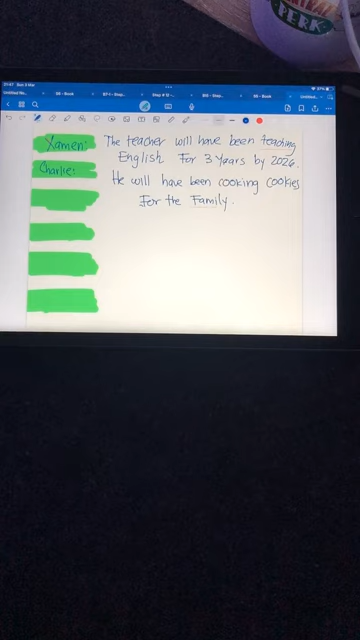 PERK
Xamen: The teacher will have been teaching
English For 3 Years by 2026.
Charlie: He will have been cooking cookies
For the Family.